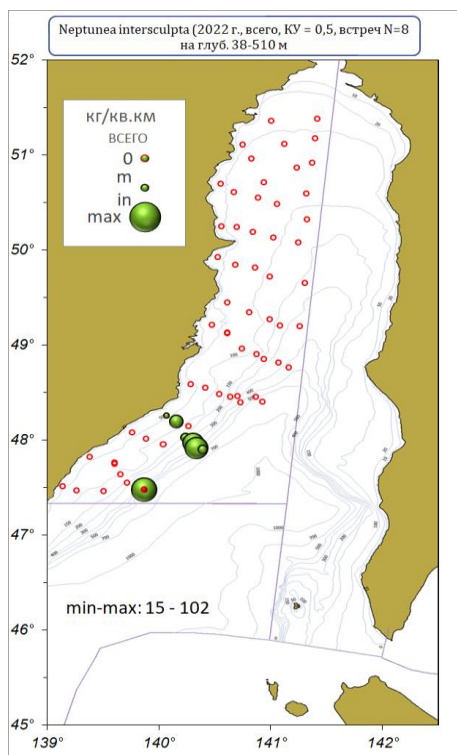 Neptunea intersculpta (2022 г., всего, КУ = 0,5, встреч N=8
на глуб. 38-510 м
52°
51°
50°
49°
48°
47°
46°
45°
кг/кв.км
ВСЕГО
0
m
in
max
min-max: 15 - 102
139°
140°
141°
142°